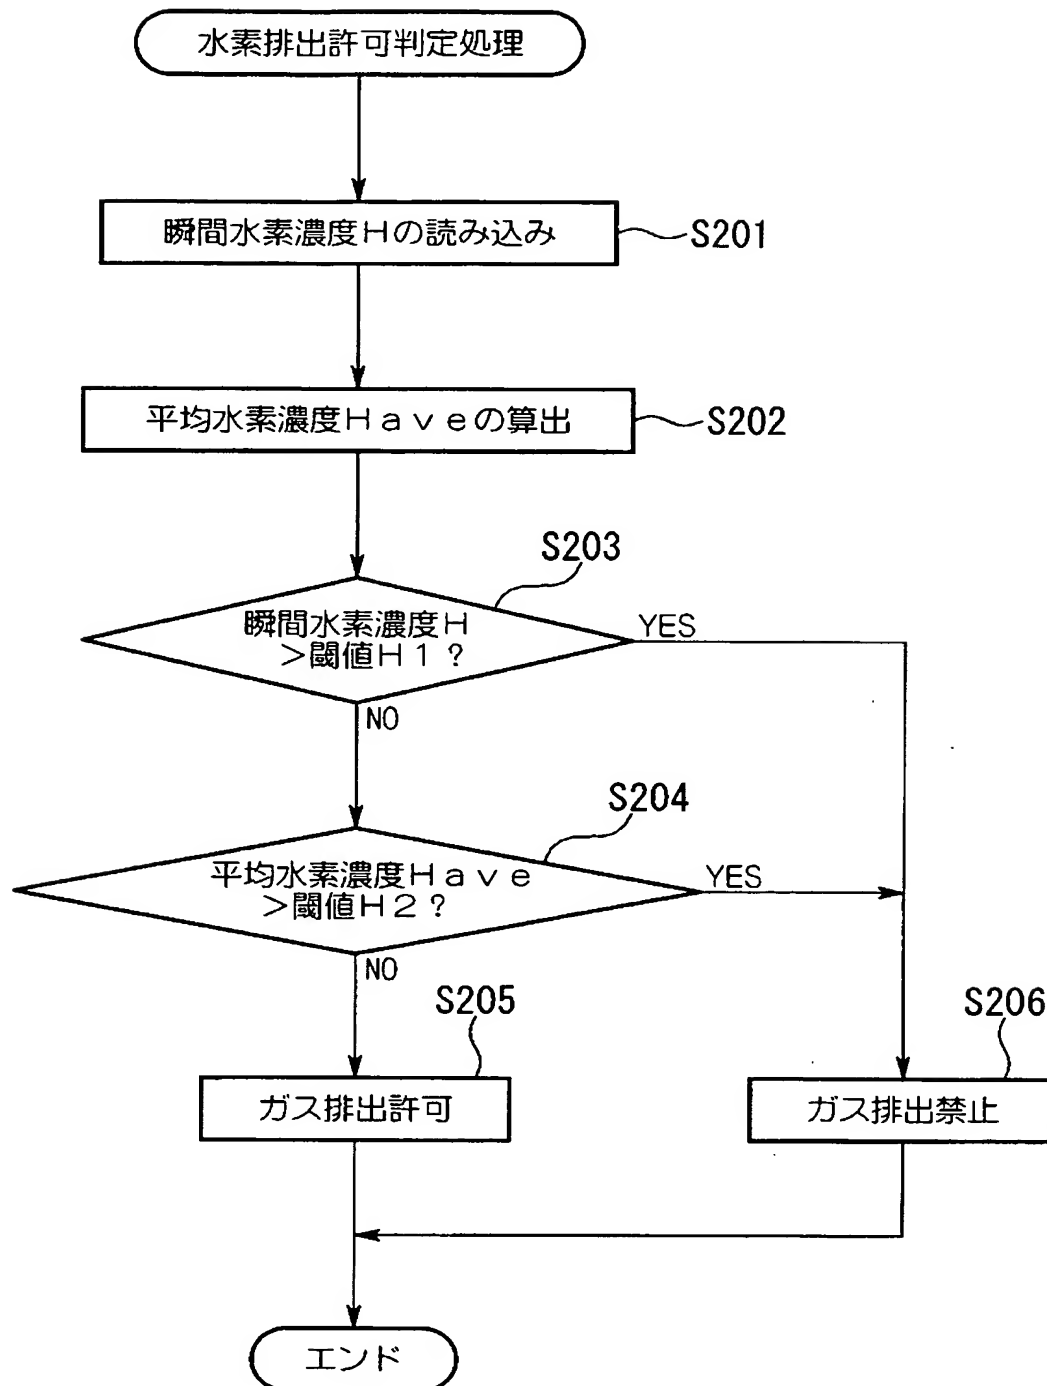 水素排出許可判定処理
瞬間水素濃度Hの読み込み
S201
平均水素濃度Haveの算出
S202
S203
瞬間水素濃度H
>閾値H1?
YES
NO
S204
平均水素濃度Have
>閾値H2?
YES
NO
S205
S206
ガス排出許可
ガス排出禁止
エンド